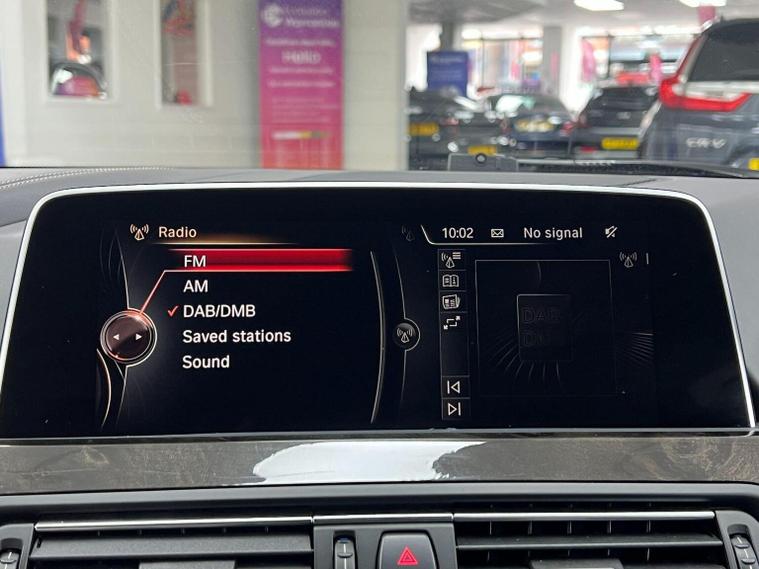 Hello
CR-V
Radio
10:02
No signal
FM
AM
DAB/DMB
Saved stations
Sound